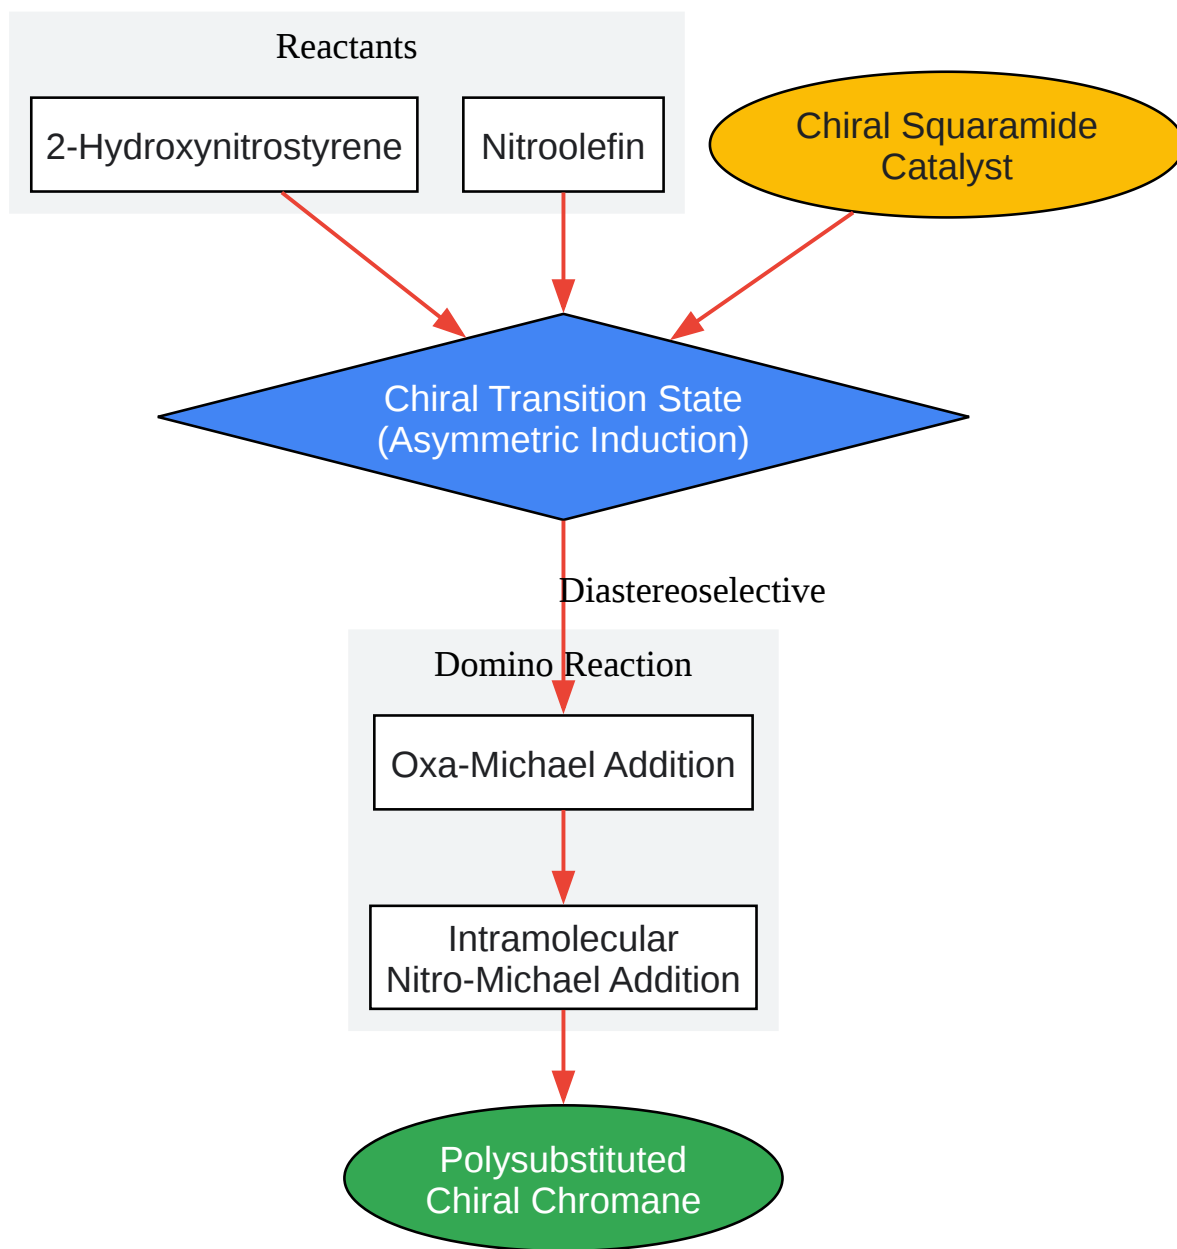 Reactants
2-Hydroxynitrostyrene
Nitroolefin
Chiral Squaramide
Catalyst
Chiral Transition State
(Asymmetric Induction)
Diastereoselective
Domino Reaction
Oxa-Michael Addition
Intramolecular
Nitro-Michael Addition
Polysubstituted
Chiral Chromane